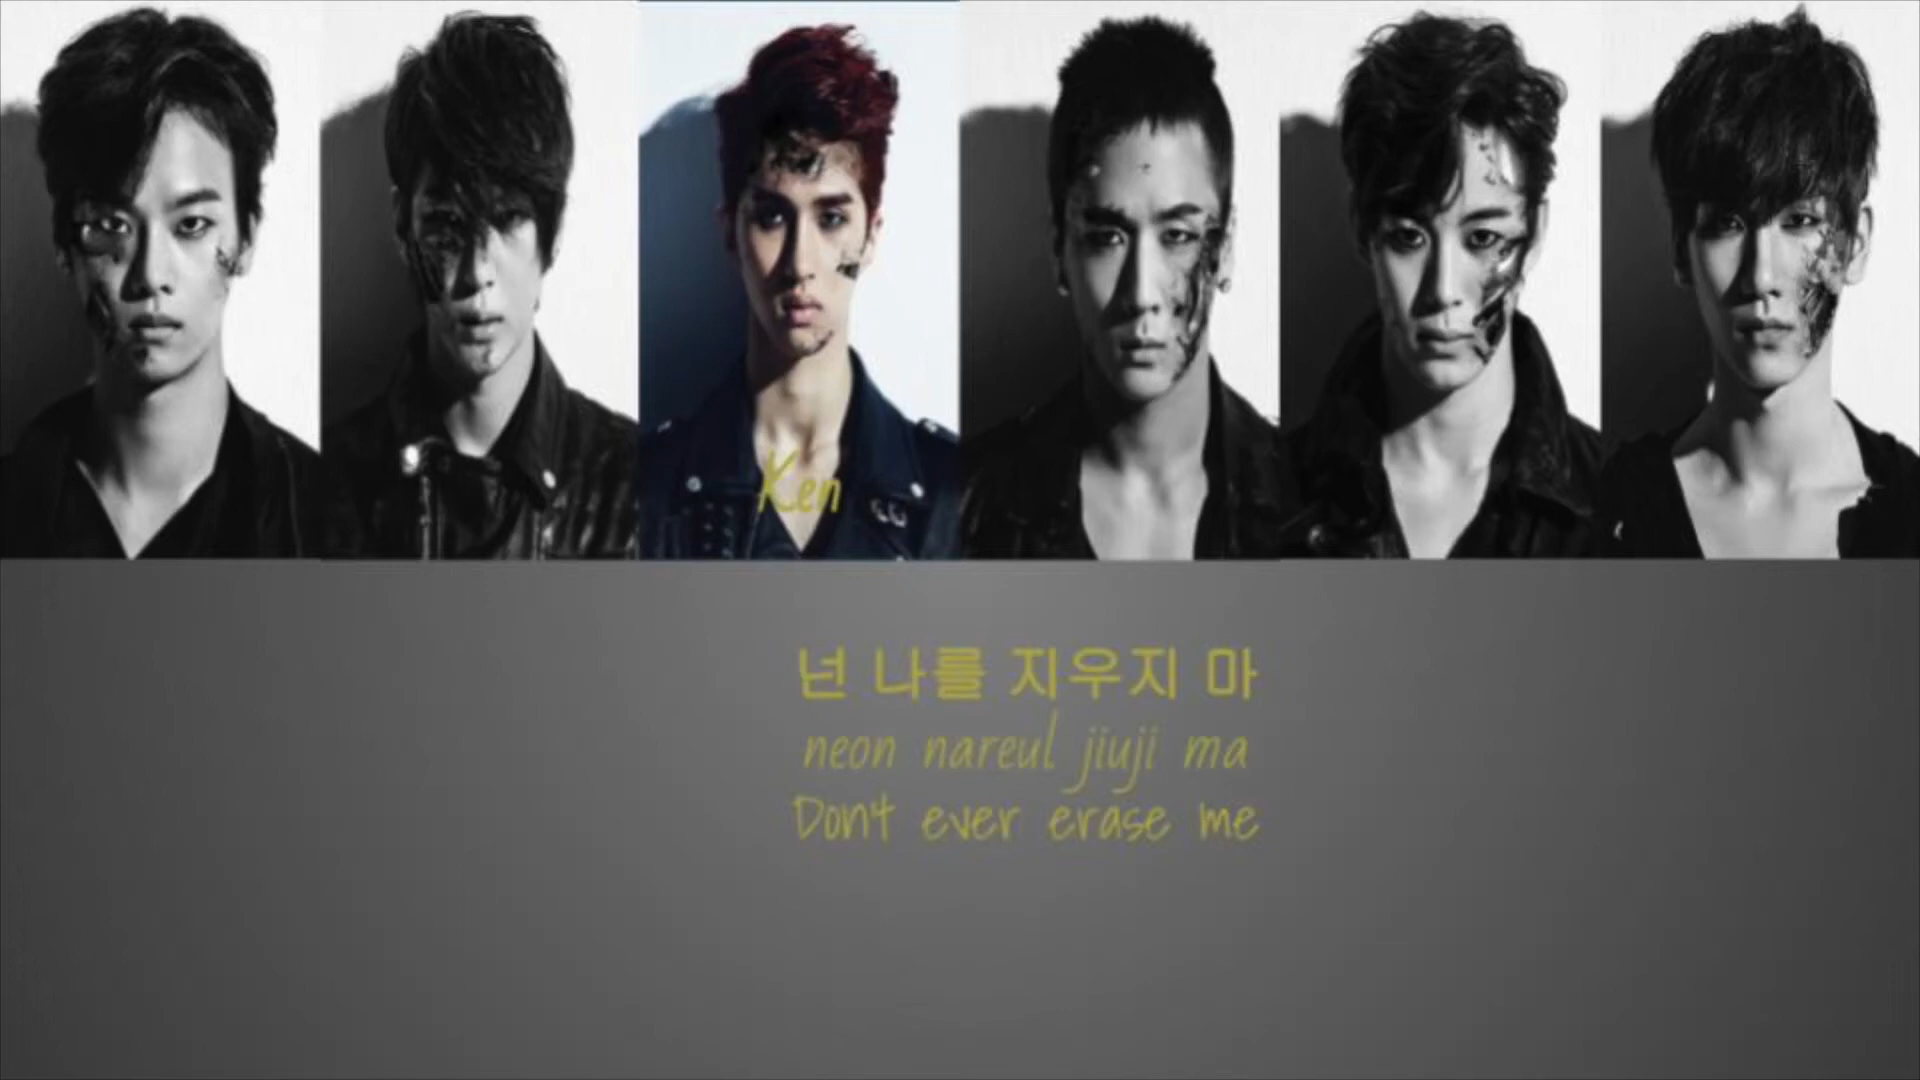 Ken
넌 나를 지우지 마
neon nareul jiuji ma
Don't ever erase me